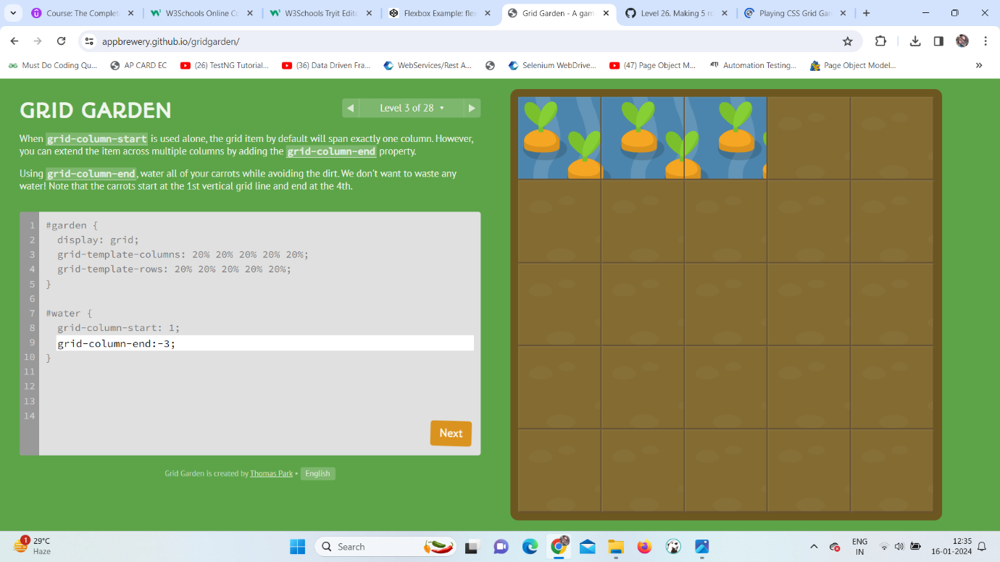 Course: The Complet
W3Schools Online Co
W3Schools Tryit Edito
Flexbox Example: flex
Grid Garden - A gam
Level 26. Making 5 ro
Playing CSS Grid Gar
appbrewery.github.io/gridgarden/
Must Do Coding Qu...
AP CARD EC
(26) TestNG Tutorial...
(36) Data Driven Fra...
WebServices/Rest A...
Selenium WebDrive...
(47) Page Object M...
Automation Testing...
Page Object Model...
GRID GARDEN
Level 3 of 28
When grid-column-start is used alone, the grid item by default will span exactly one column. However,
you can extend the item across multiple columns by adding the grid-column-end property.
Using grid-column-end, water all of your carrots while avoiding the dirt. We don't want to waste any
water! Note that the carrots start at the 1st vertical grid line and end at the 4th.
1 #garden {
2 display: grid;
3 grid-template-columns: 20% 20% 20% 20% 20%;
4 grid-template-rows: 20% 20% 20% 20% 20%;
5 }
6
7 #water {
8 grid-column-start: 1;
9 grid-column-end:-3;
10 }
11
12
13
14
Next
Grid Garden is created by Thomas Park • English
1
29°C
Haze
Search
ENG
IN
12:35
16-01-2024